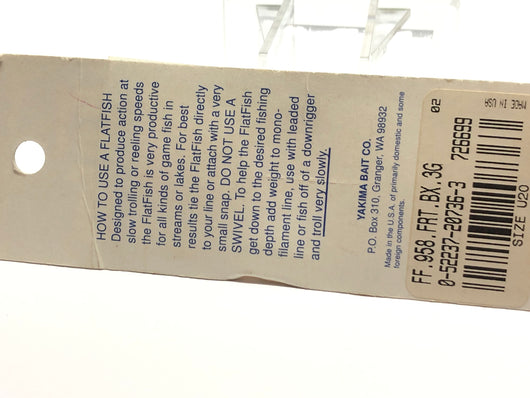 HOW TO USE A FLATFISH
-Designed to produce action at
slow trolling or reeling speeds
the FlatFish is very productive
for all kinds of game fish in
streams or lakes. For best
results tie the FlatFish directly
to your line or attach with a very
small snap. DO NOT USE A
SWIVEL. To help the FlatFish
get down to the desired fishing
depth add weight to mono-
filament line, use with leaded
line or fish off of a downrigger
and troll very slowly.
YAKIMA BAIT CO.
P.O. Box 310, Granger, WA 98932
Made in the U.S.A. of primarily domestic and some
foreign components.
FF.968.FRT.BX.3G
0-52237-20736-3
726699
SIZE U20
02
MADE IN USA